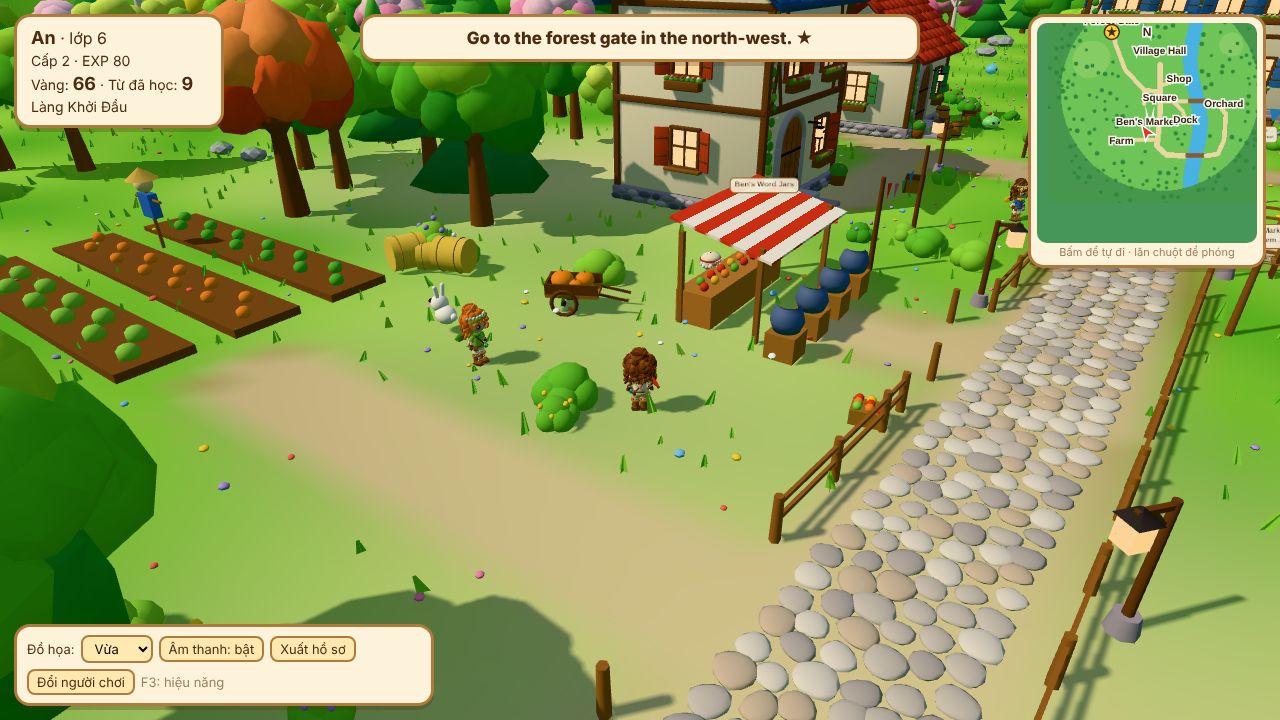 An · lớp 6
Cấp 2 · EXP 80
Vàng: 66 · Từ đã học: 9
Làng Khởi Đầu
Go to the forest gate in the north-west. ★
N
Village Hall
Shop
Square
Orchard
Ben's Marke
Dock
Farm
Bấm để tự đi · lăn chuột để phóng
Ben's Word Jars
Đồ họa: Vừa Âm thanh: bật Xuất hồ sơ
Đổi người chơi F3: hiệu năng